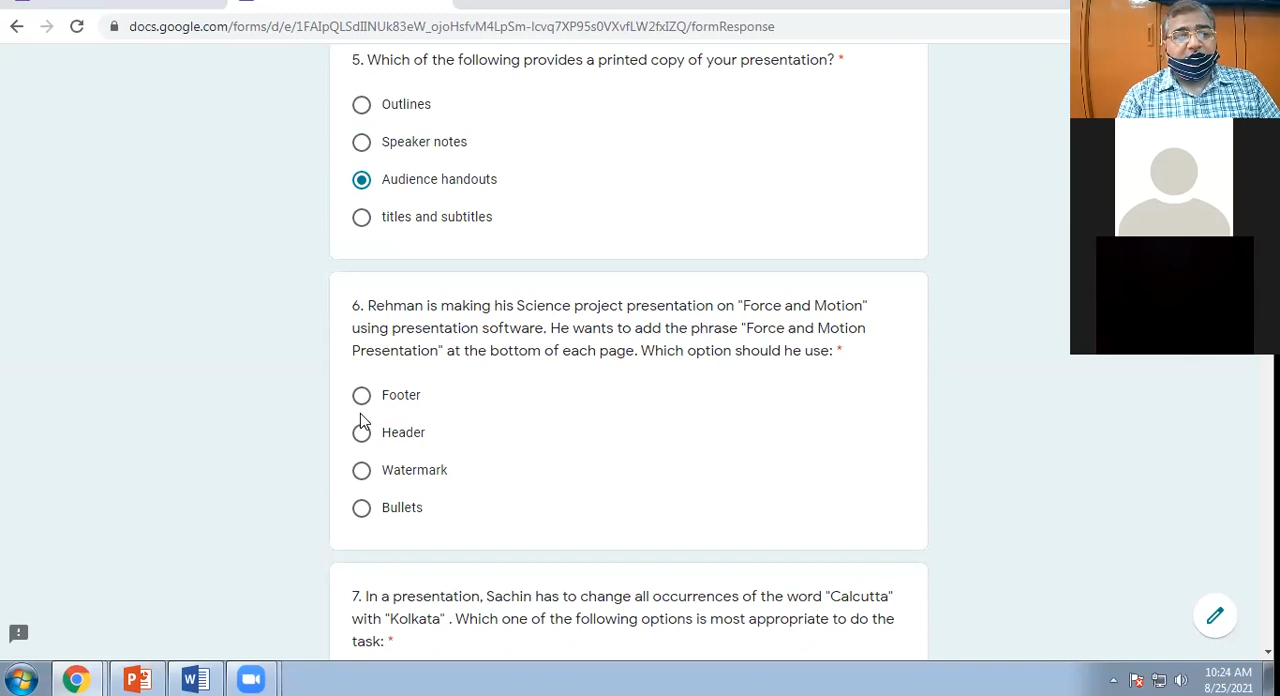 docs.google.com/forms/d/e/1FAIpQLSdIINUk83eW_ojoHsfvM4LpSm-lcvq7XP95s0VXvfLW2fxIZQ/formResponse
5. Which of the following provides a printed copy of your presentation? *
Outlines
Speaker notes
Audience handouts
titles and subtitles
6. Rehman is making his Science project presentation on "Force and Motion"
using presentation software. He wants to add the phrase "Force and Motion
Presentation" at the bottom of each page. Which option should he use: *
Footer
Header
Watermark
Bullets
7. In a presentation, Sachin has to change all occurrences of the word "Calcutta"
with "Kolkata" . Which one of the following options is most appropriate to do the
task: *
10:24 AM
8/25/2021